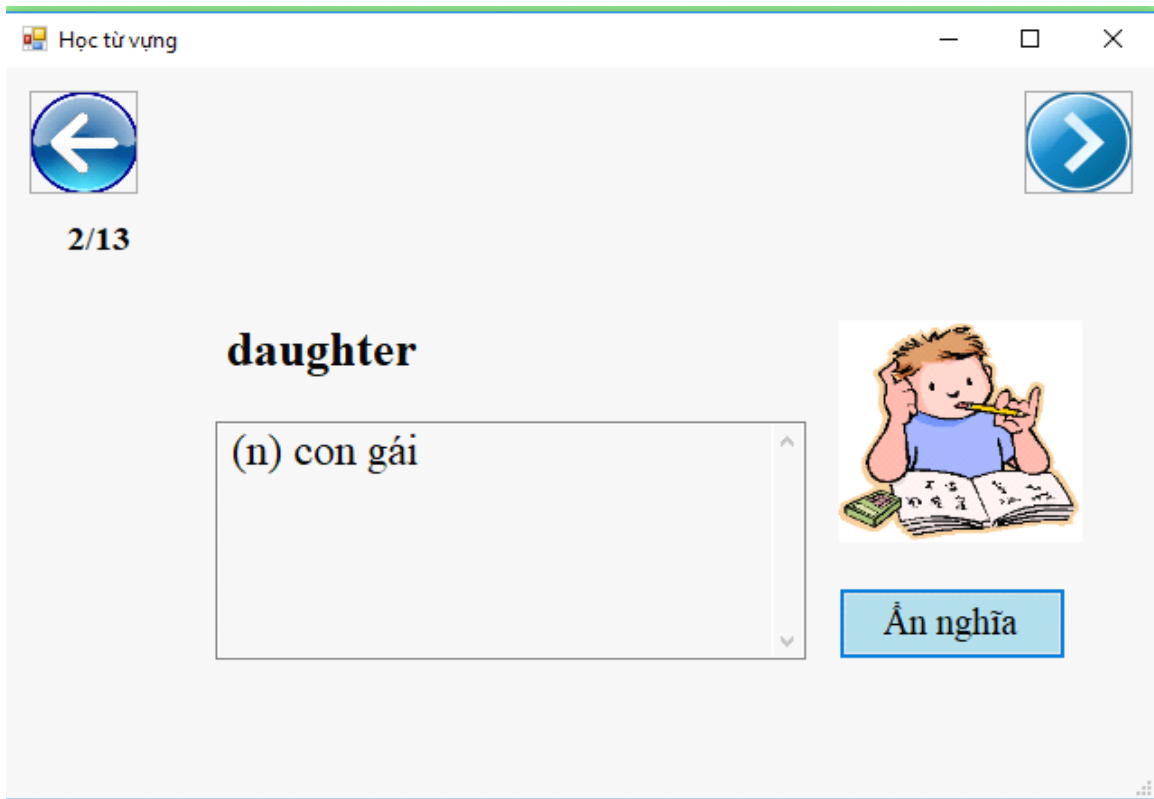 Học từ vựng
2/13
daughter
(n) con gái
Ẩn nghĩa